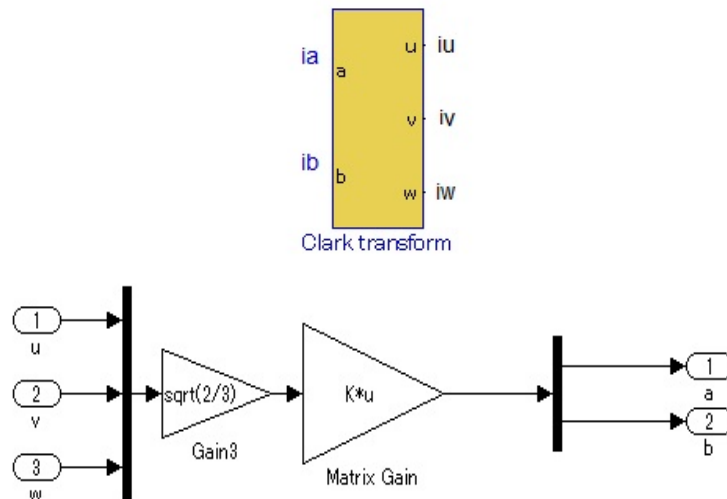 ia
u
iu
a
v
iv
ib
b
w
iw
Clark transform
1
u
2
v
3
w
sqrt(2/3)
Gain3
K*u
Matrix Gain
1
a
2
b